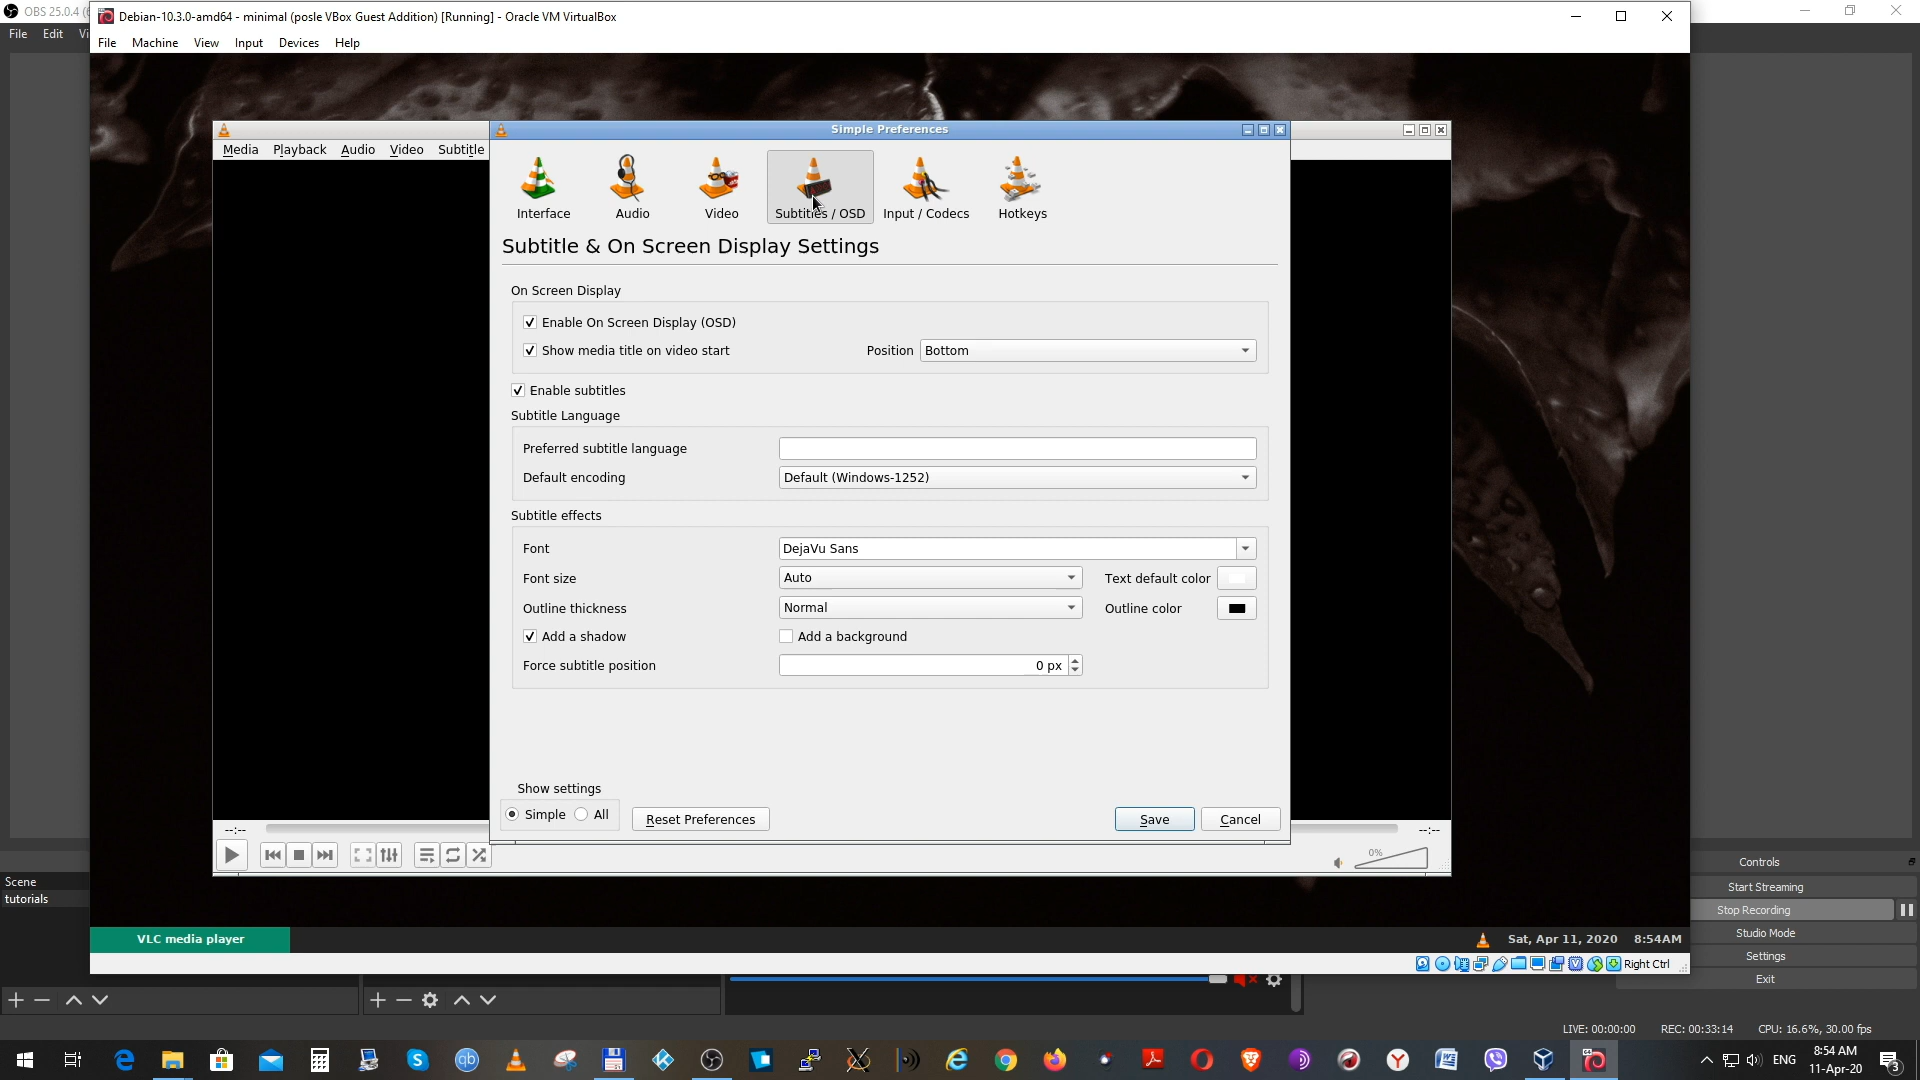 OBS 25.0.4 (6
File Edit Vi
Debian-10.3.0-amd64 - minimal (posle VBox Guest Addition) [Running] - Oracle VM VirtualBox
File Machine View Input Devices Help
Simple Preferences
Media Playback Audio Video Subtitle
Interface Audio Video Subtitles / OSD Input / Codecs Hotkeys
Subtitle & On Screen Display Settings
On Screen Display
Enable On Screen Display (OSD)
Show media title on video start Position Bottom
Enable subtitles
Subtitle Language
Preferred subtitle language
Default encoding Default (Windows-1252)
Subtitle effects
Font DejaVu Sans
Font size Auto Text default color
Outline thickness Normal Outline color
Add a shadow Add a background
Force subtitle position 0 px
Show settings
Simple All Reset Preferences Save Cancel
--:-- --:--
0%
Scene
tutorials
Controls
Start Streaming
Stop Recording
Studio Mode
Settings
Exit
VLC media player Sat, Apr 11, 2020 8:54AM
Right Ctrl
LIVE: 00:00:00 REC: 00:33:14 CPU: 16.6%, 30.00 fps
ENG 8:54 AM
11-Apr-20
3